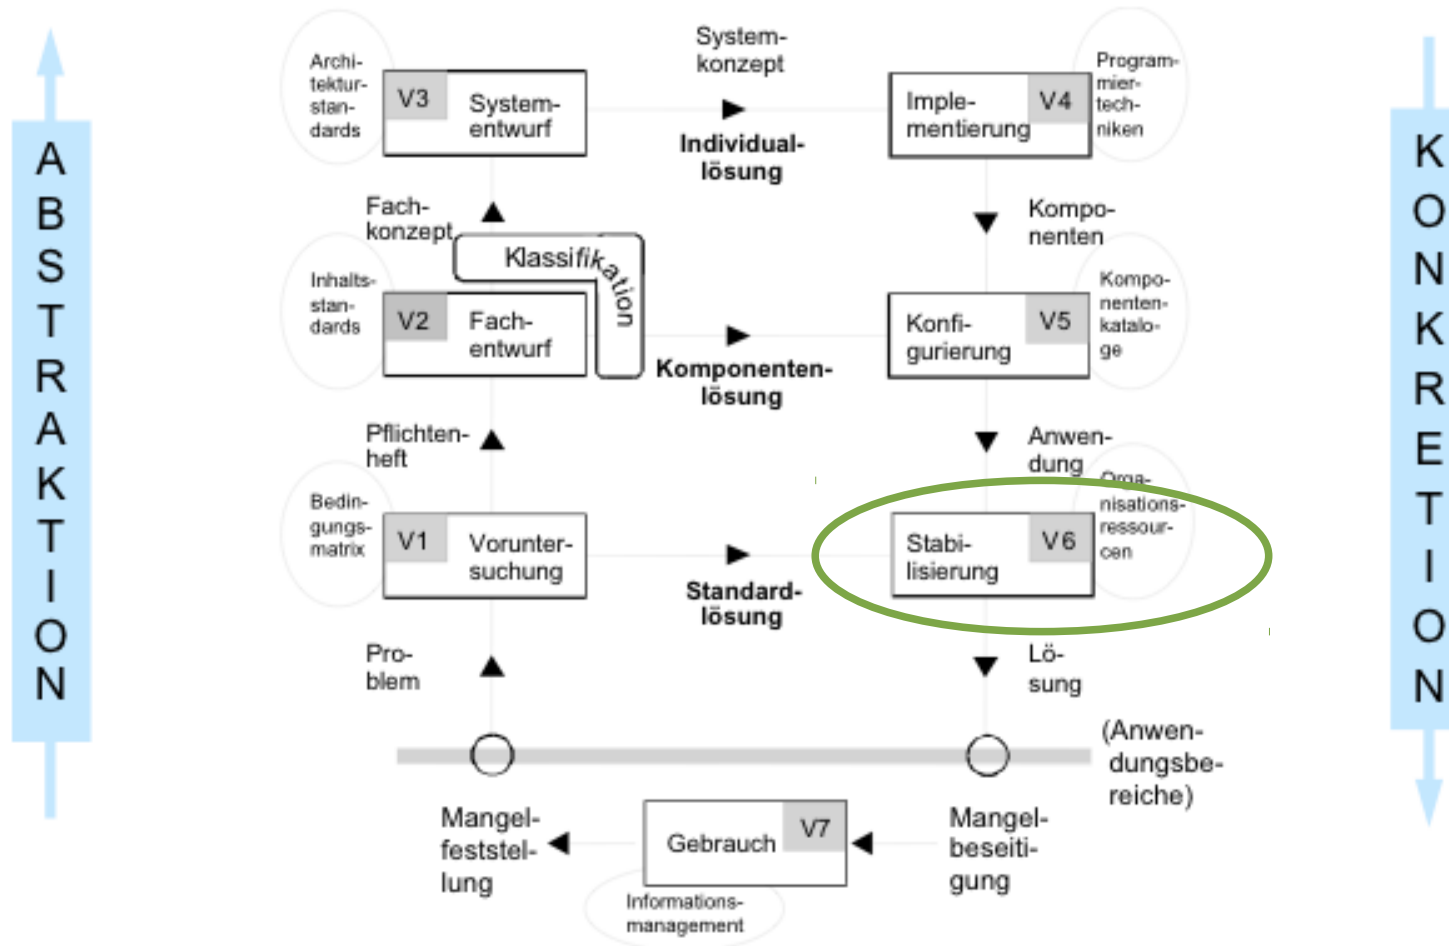 ABSTRAKTION
Archi-
tektur-
stan-
dards
V3
System-
entwurf
System-
konzept
Individual-
lösung
Imple-
mentierung
V4
Program-
mier-
tech-
niken
Fach-
konzept
Klassifikation
Kompo-
nenten
Inhalts-
stan-
dards
V2
Fach-
entwurf
Komponenten-
lösung
Konfi-
gurierung
V5
Kompo-
nenten-
katalo-
ge
Pflichten-
heft
Anwen-
dung
Bedin-
gungs-
matrix
V1
Vorunter-
suchung
Standard-
lösung
Stabi-
lisierung
V6
Orga-
nisations-
ressour-
cen
Pro-
blem
Lö-
sung
(Anwen-
dungsbe-
reiche)
Mangel-
feststel-
lung
Gebrauch
V7
Mangel-
beseiti-
gung
Informations-
management
KONKRETION